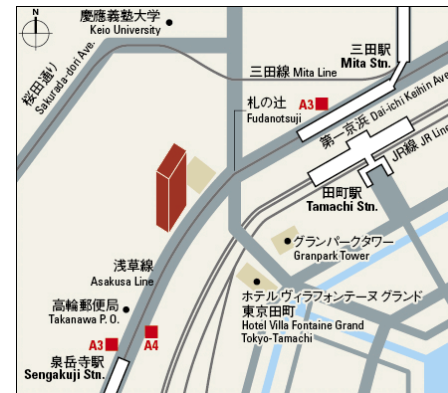 N
慶應義塾大学
Keio University
桜田通り
Sakurada-dori Ave.
三田駅
Mita Stn.
三田線 Mita Line
札の辻
Fudanotsuji
A3
第一京浜 Dai-ichi Keihin Ave.
JR線 JR Line
田町駅
Tamachi Stn.
グランパークタワー
Granpark Tower
浅草線
Asakusa Line
高輪郵便局
Takanawa P. O.
ホテル ヴィラフォンテーヌ グランド
東京田町
Hotel Villa Fontaine Grand
Tokyo-Tamachi
A3
A4
泉岳寺駅
Sengakuji Stn.